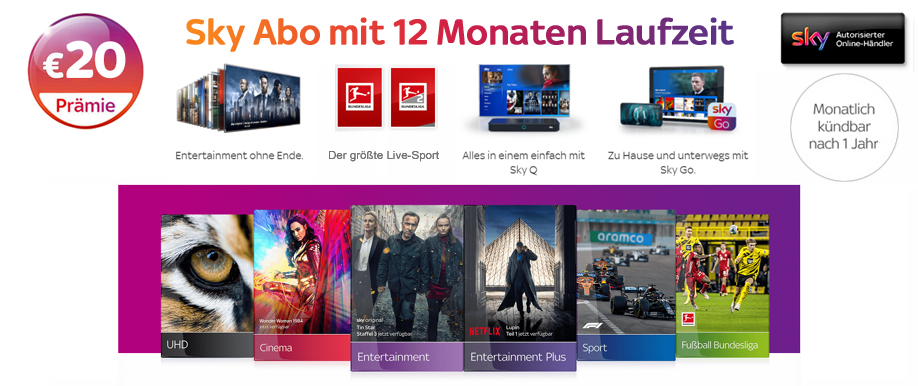 Sky Abo mit 12 Monaten Laufzeit
€20
Prämie
sky Autorisierter
Online-Händler
BUNDESLIGA
BUNDESLIGA
sky
Go
Monatlich
kündbar
nach 1 Jahr
Entertainment ohne Ende.
Der größte Live-Sport
Alles in einem einfach mit
Sky Q
Zu Hause und unterwegs mit
Sky Go.
UHD
Wonder Woman 1984
jetzt verfügbar
Cinema
sky original
Tin Star
Staffel 3 jetzt verfügbar
Entertainment
NETFLIX
Lupin
Teil 1 jetzt verfügbar
Entertainment Plus
aramco
F1
Sport
Fußball Bundesliga